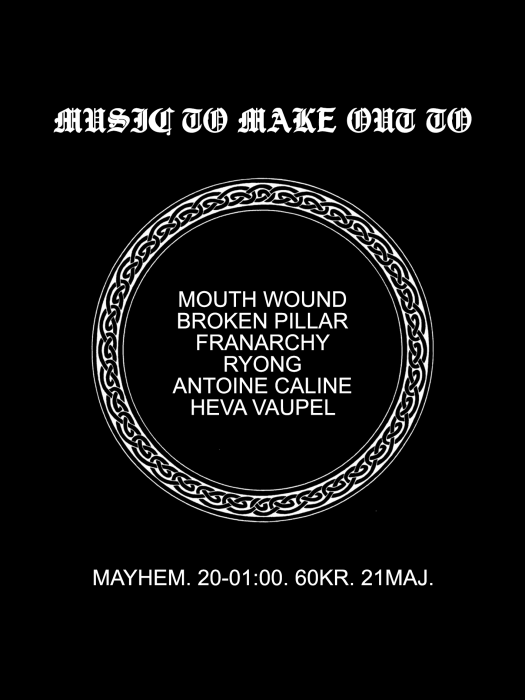 MUSIC TO MAKE OUT TO
MOUTH WOUND
BROKEN PILLAR
FRANARCHY
RYONG
ANTOINE CALINE
HEVA VAUPEL
MAYHEM. 20-01:00. 60KR. 21MAJ.